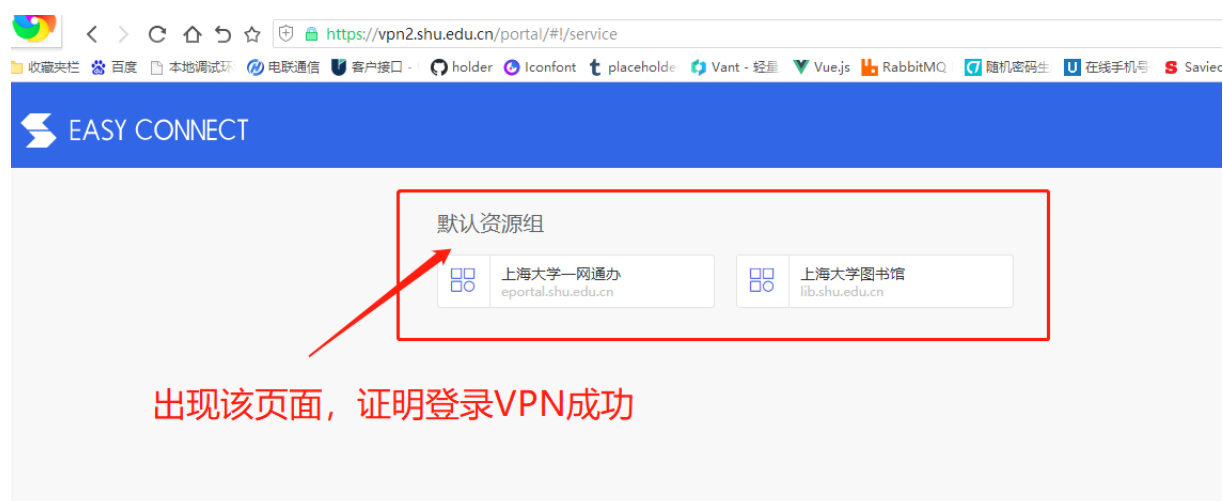 https://vpn2.shu.edu.cn/portal/#!/service
收藏夹栏 百度 本地调试环 电联通信 客户接口 - holder Iconfont placeholde Vant - 轻量 Vue.js RabbitMQ 随机密码生 在线手机号 Saviec
EASY CONNECT
默认资源组
上海大学一网通办
eportal.shu.edu.cn
上海大学图书馆
lib.shu.edu.cn
出现该页面，证明登录VPN成功